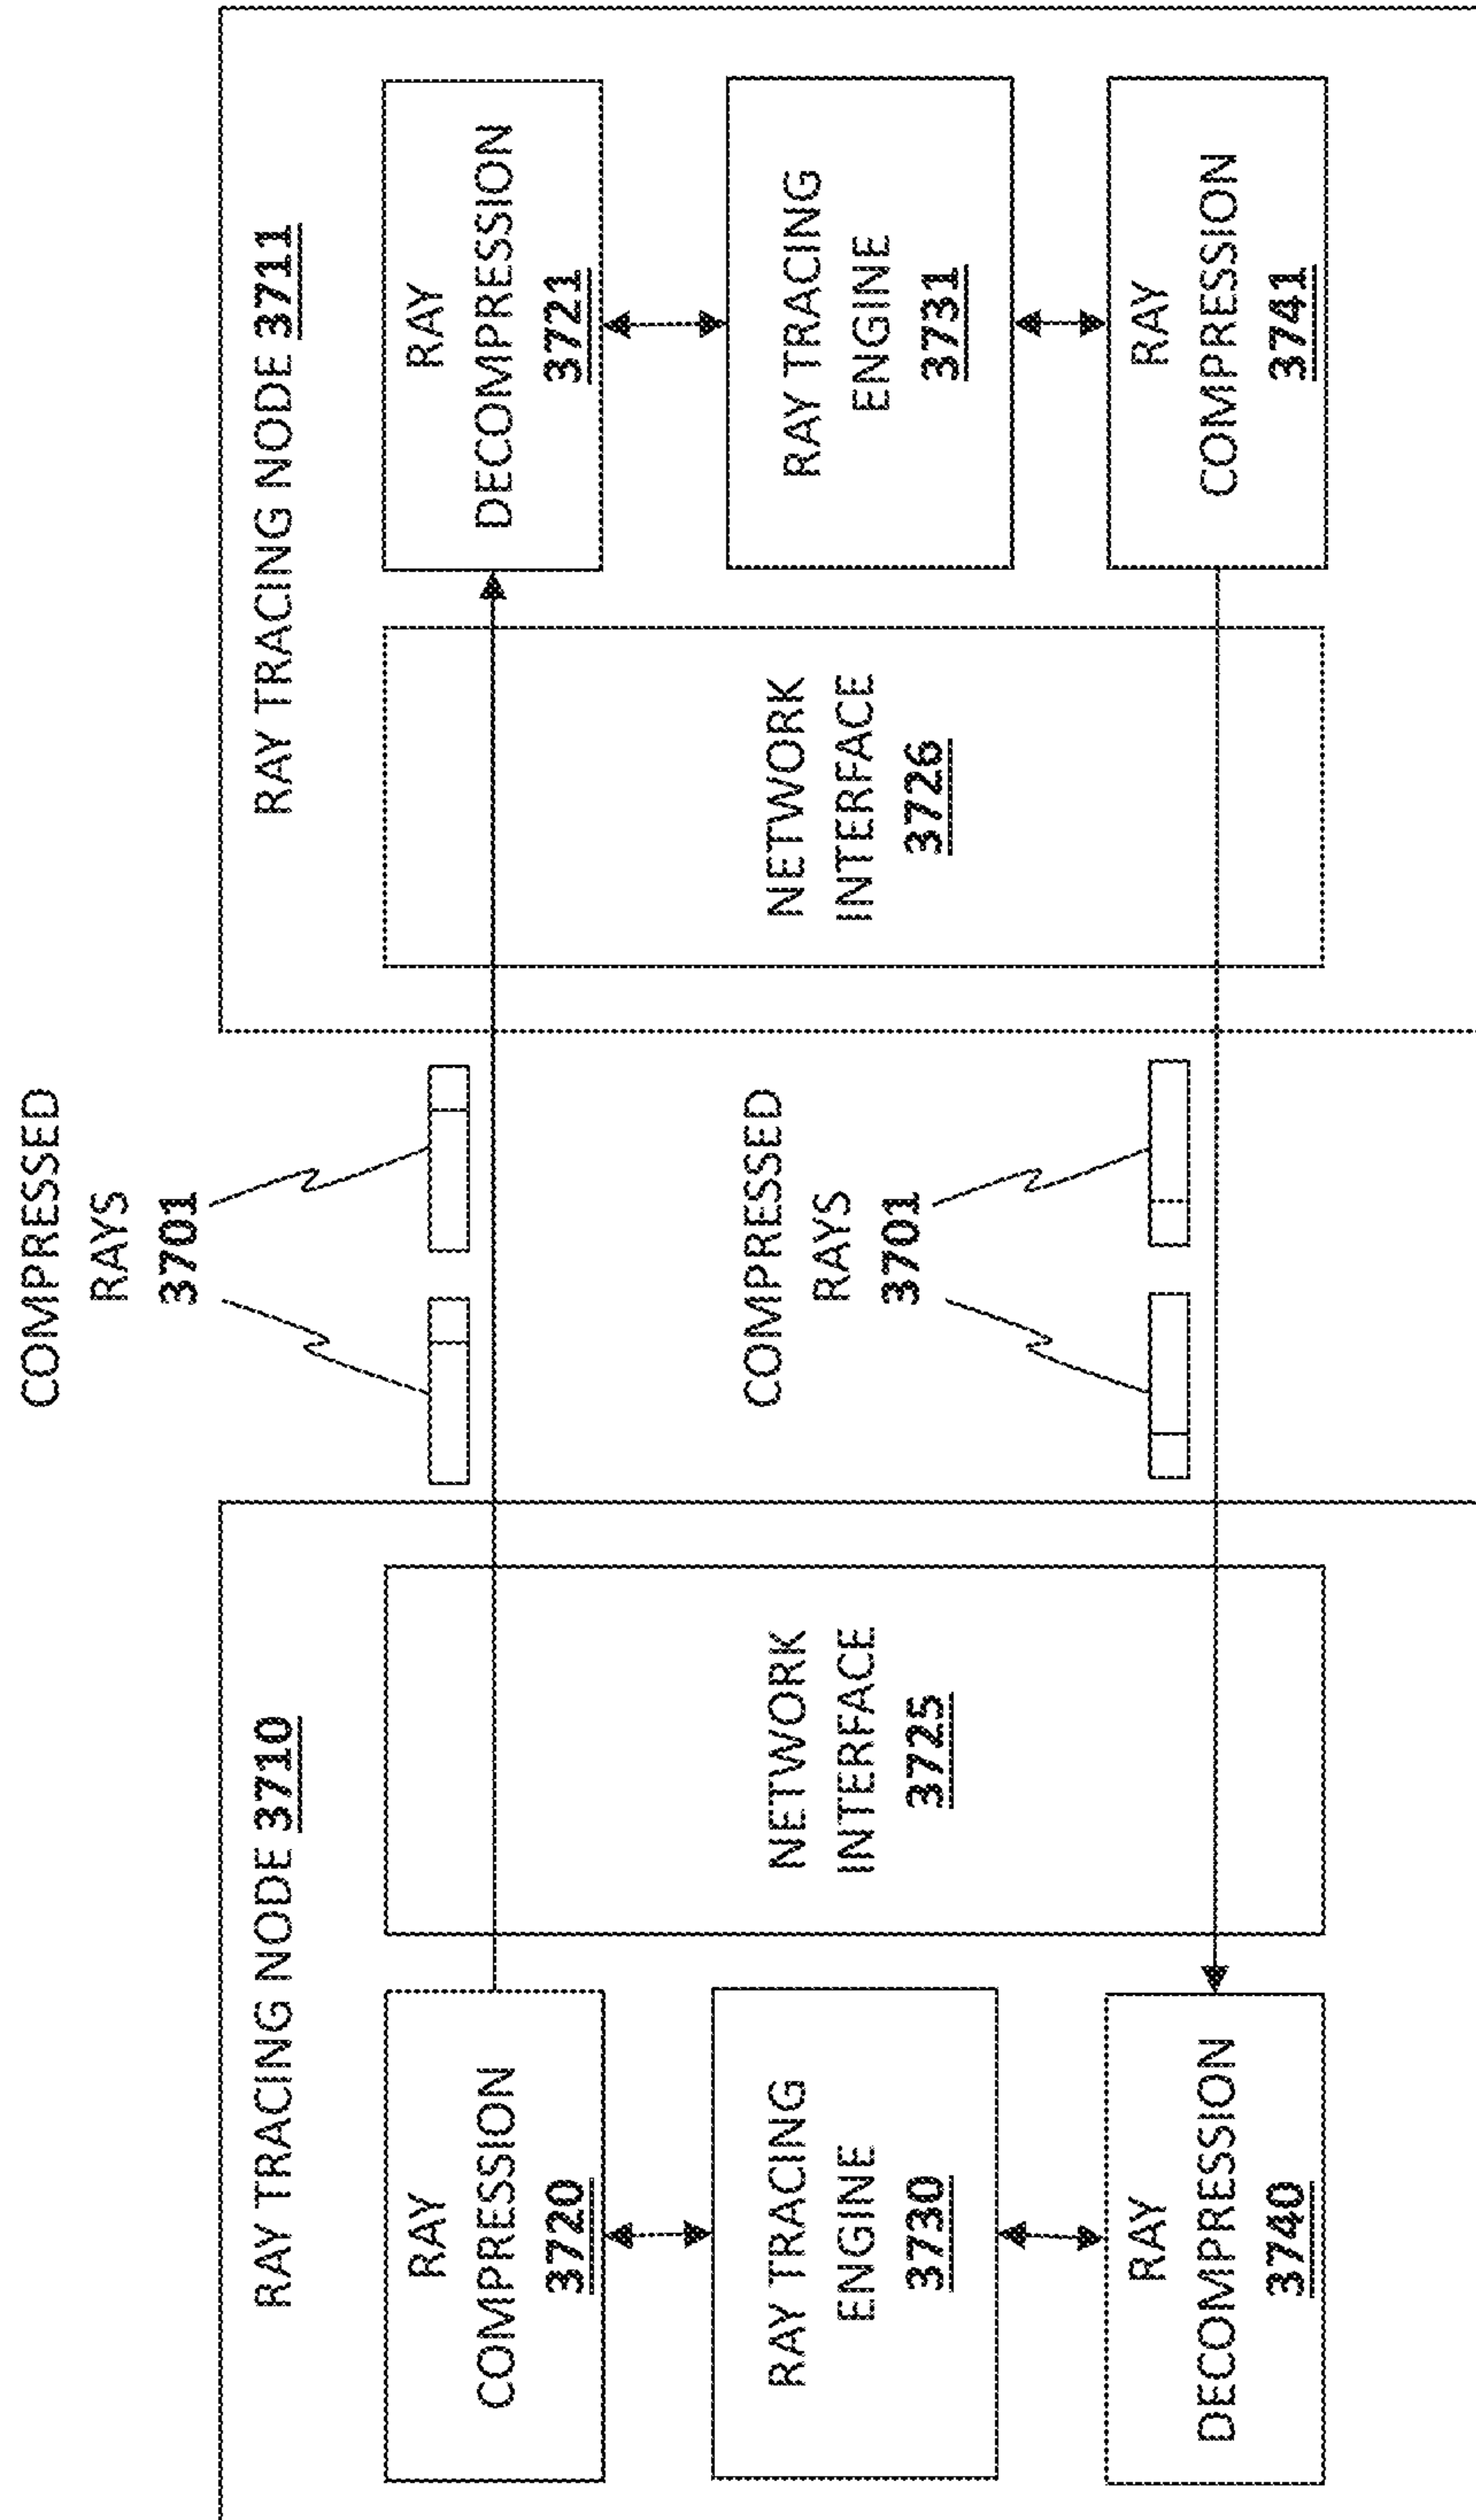 COMPRESSED
RAYS
3701
RAY TRACING NODE 3710
RAY
COMPRESSION
3720
RAY TRACING
ENGINE
3730
RAY
DECOMPRESSION
3740
NETWORK
INTERFACE
3725
COMPRESSED
RAYS
3701
RAY TRACING NODE 3711
NETWORK
INTERFACE
3726
RAY
DECOMPRESSION
3721
RAY TRACING
ENGINE
3731
RAY
COMPRESSION
3741